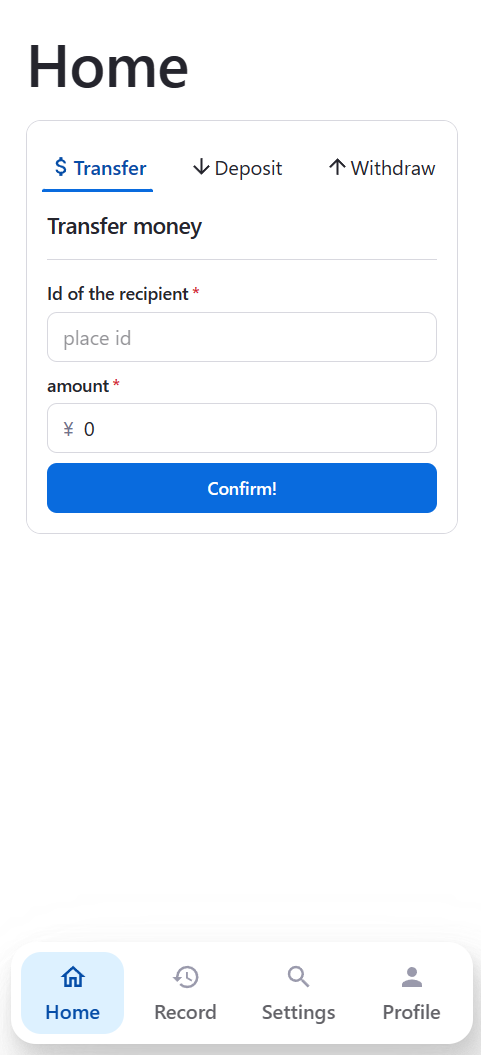 Home
$ Transfer Deposit Withdraw
Transfer money
Id of the recipient *
place id
amount *
¥ 0
Confirm!
Home Record Settings Profile